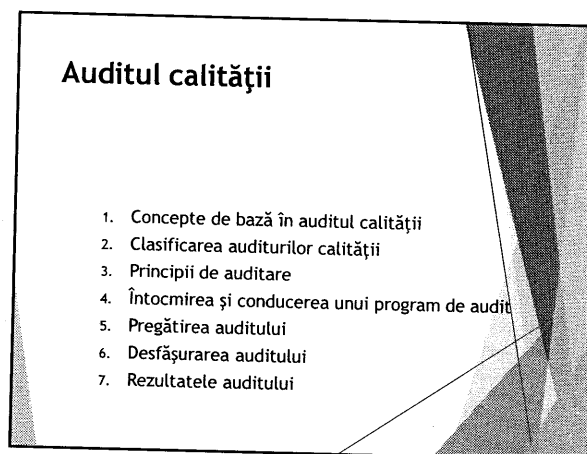 Auditul calităţii
1. Concepte de bază în auditul calităţii
2. Clasificarea auditurilor calităţii
3. Principii de auditare
4. Întocmirea şi conducerea unui program de audit
5. Pregătirea auditului
6. Desfăşurarea auditului
7. Rezultatele auditului